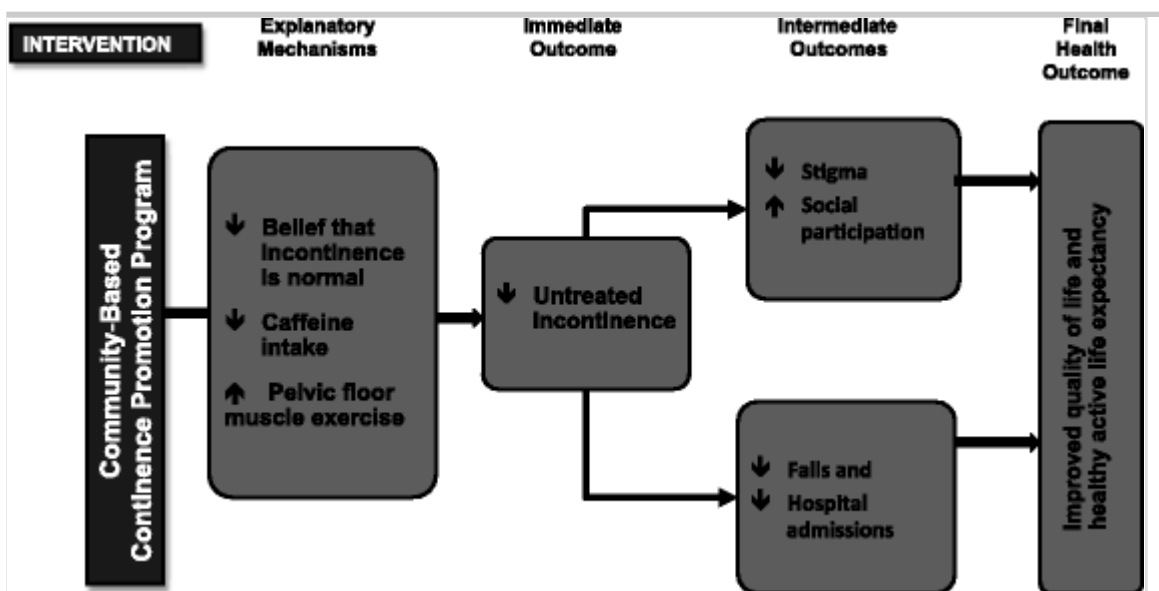 INTERVENTION
Explanatory
Mechanisms
Immediate
Outcome
Intermediate
Outcomes
Final
Health
Outcome
Community-Based
Continence Promotion Program
↓ Belief that
incontinence
is normal
↓ Caffeine
intake
↑ Pelvic floor
muscle exercise
↓ Untreated
Incontinence
↓ Stigma
↑ Social
participation
↓ Falls and
↓ Hospital
admissions
Improved quality of life and
healthy active life expectancy